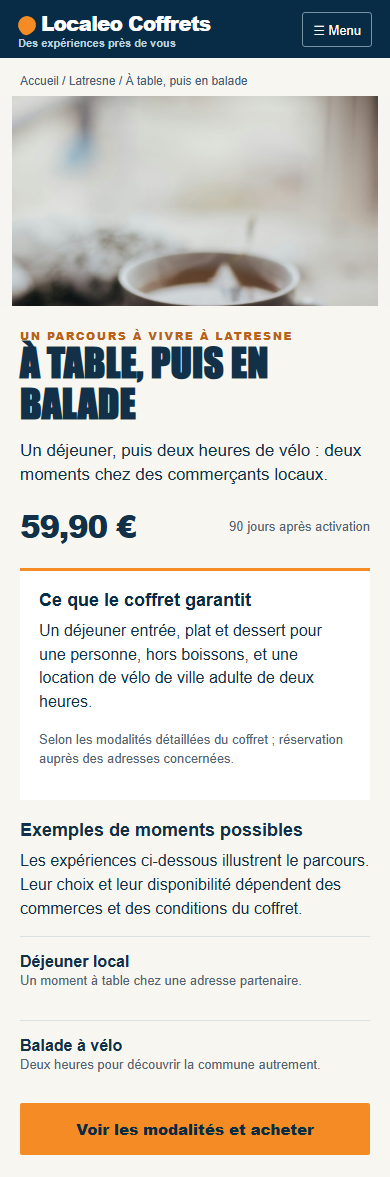 Localeo Coffrets
Des expériences près de vous
☰ Menu
Accueil / Latresne / À table, puis en balade
UN PARCOURS À VIVRE À LATRESNE
À TABLE, PUIS EN
BALADE
Un déjeuner, puis deux heures de vélo : deux
moments chez des commerçants locaux.
59,90 €
90 jours après activation
Ce que le coffret garantit
Un déjeuner entrée, plat et dessert pour
une personne, hors boissons, et une
location de vélo de ville adulte de deux
heures.
Selon les modalités détaillées du coffret ; réservation
auprès des adresses concernées.
Exemples de moments possibles
Les expériences ci-dessous illustrent le parcours.
Leur choix et leur disponibilité dépendent des
commerces et des conditions du coffret.
Déjeuner local
Un moment à table chez une adresse partenaire.
Balade à vélo
Deux heures pour découvrir la commune autrement.
Voir les modalités et acheter